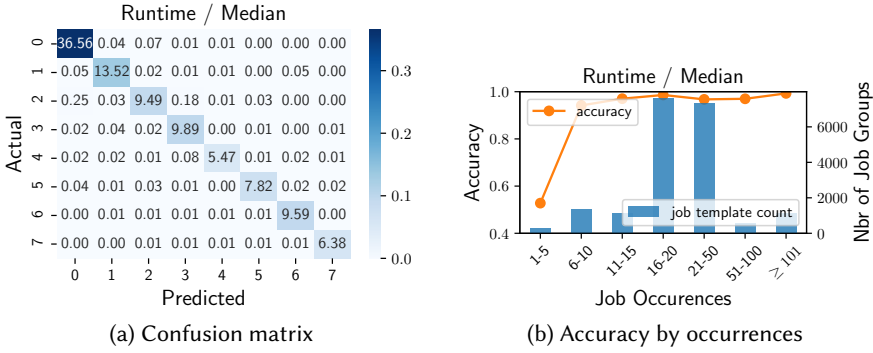 Runtime / Median
0 36.56 0.04 0.07 0.01 0.01 0.00 0.00 0.00
1 0.05 13.52 0.02 0.01 0.01 0.00 0.05 0.00
2 0.25 0.03 9.49 0.18 0.01 0.03 0.00 0.00
3 0.02 0.04 0.02 9.89 0.00 0.01 0.00 0.01
4 0.02 0.02 0.01 0.08 5.47 0.01 0.02 0.01
5 0.04 0.01 0.03 0.01 0.00 7.82 0.02 0.02
6 0.00 0.01 0.00 0.01 0.01 0.00 9.59 0.00
7 0.00 0.00 0.01 0.01 0.01 0.01 0.01 6.38
0 1 2 3 4 5 6 7
Actual
Predicted
0.3
0.2
0.1
0.0
(a) Confusion matrix
Runtime / Median
accuracy
job template count
1.0
0.8
0.6
0.4
Accuracy
6000
4000
2000
0
Nbr of Job Groups
1-5 6-10 11-15 16-20 21-50 51-100 ≥ 101
Job Occurences
(b) Accuracy by occurrences